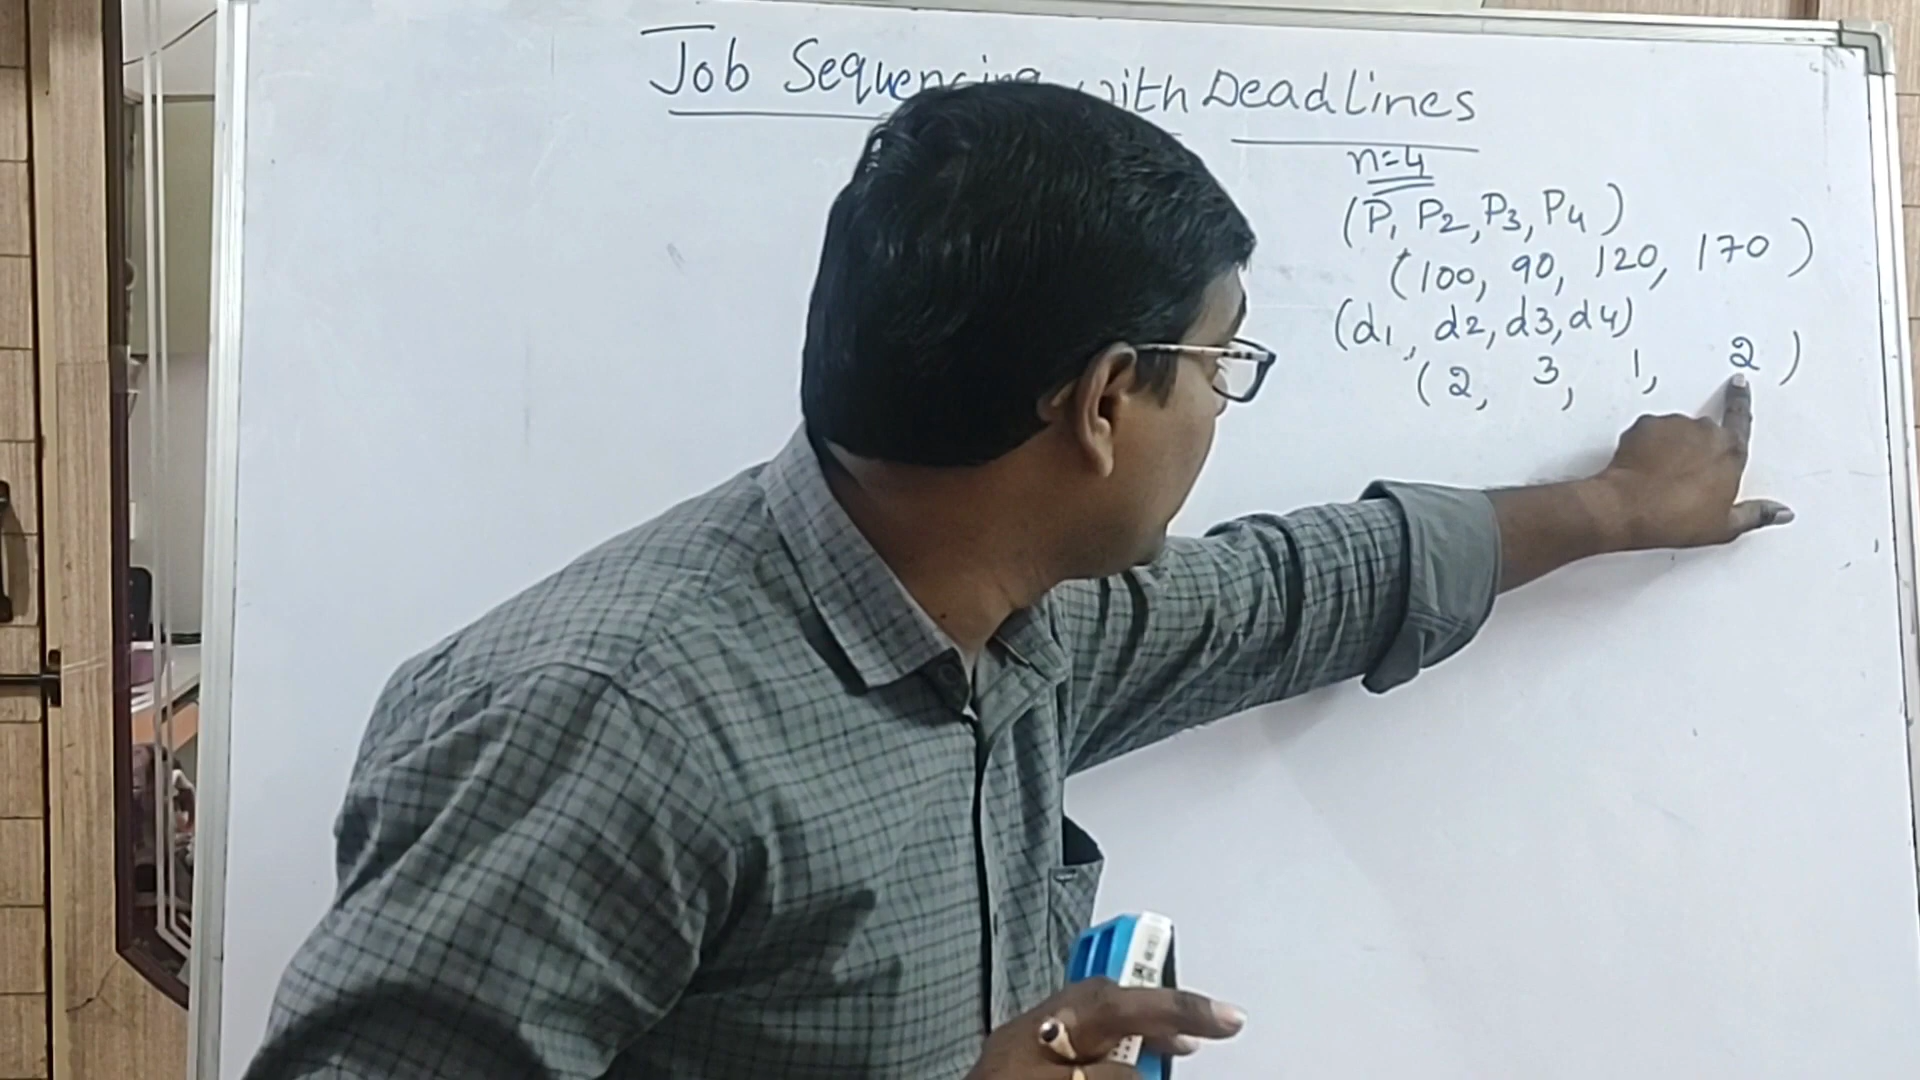 Job Sequencing with Deadlines
n=4
(P1, P2, P3, P4)
(100, 90, 120, 170)
(d1, d2, d3, d4)
(2, 3, 1, 2)